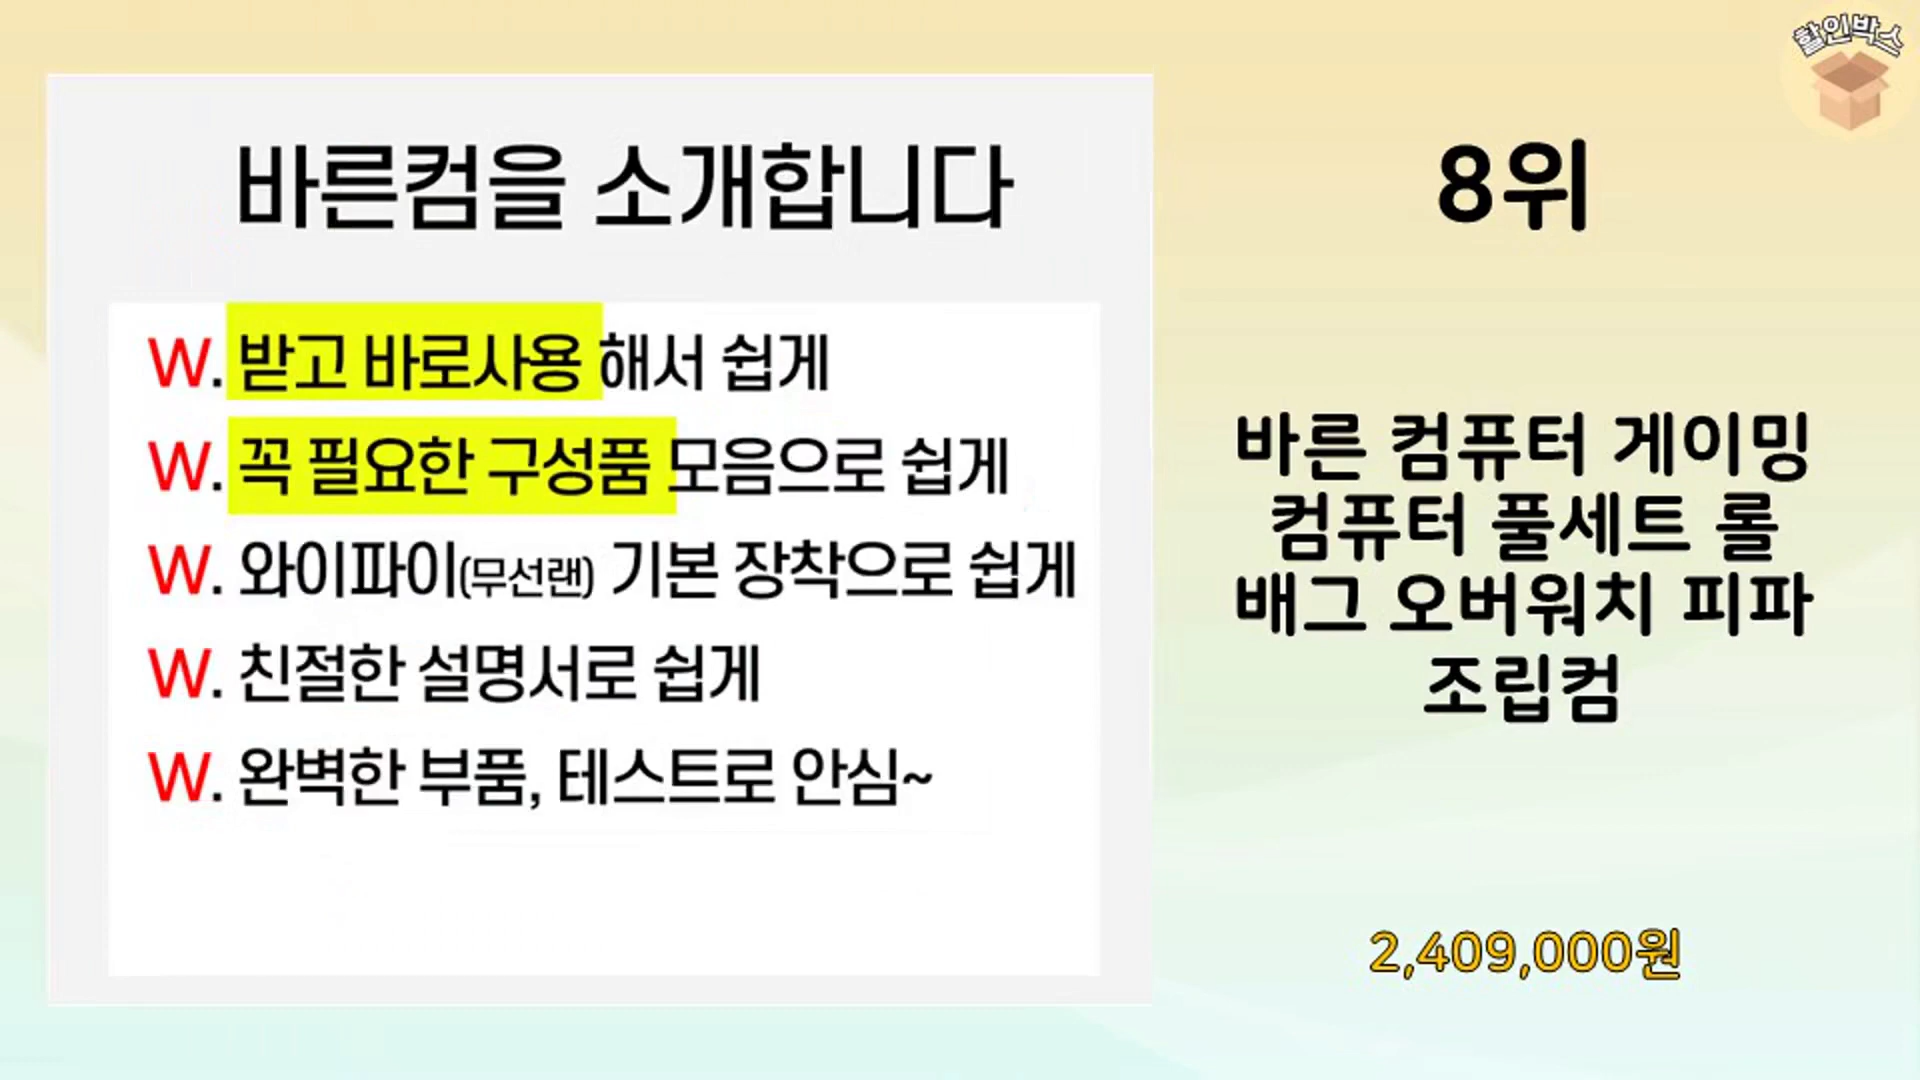 할인박스
바른컴을 소개합니다
W. 받고 바로사용 해서 쉽게
W. 꼭 필요한 구성품 모음으로 쉽게
W. 와이파이(무선랜) 기본 장착으로 쉽게
W. 친절한 설명서로 쉽게
W. 완벽한 부품, 테스트로 안심~
8위
바른 컴퓨터 게이밍
컴퓨터 풀세트 롤
배그 오버워치 피파
조립컴
2,409,000원